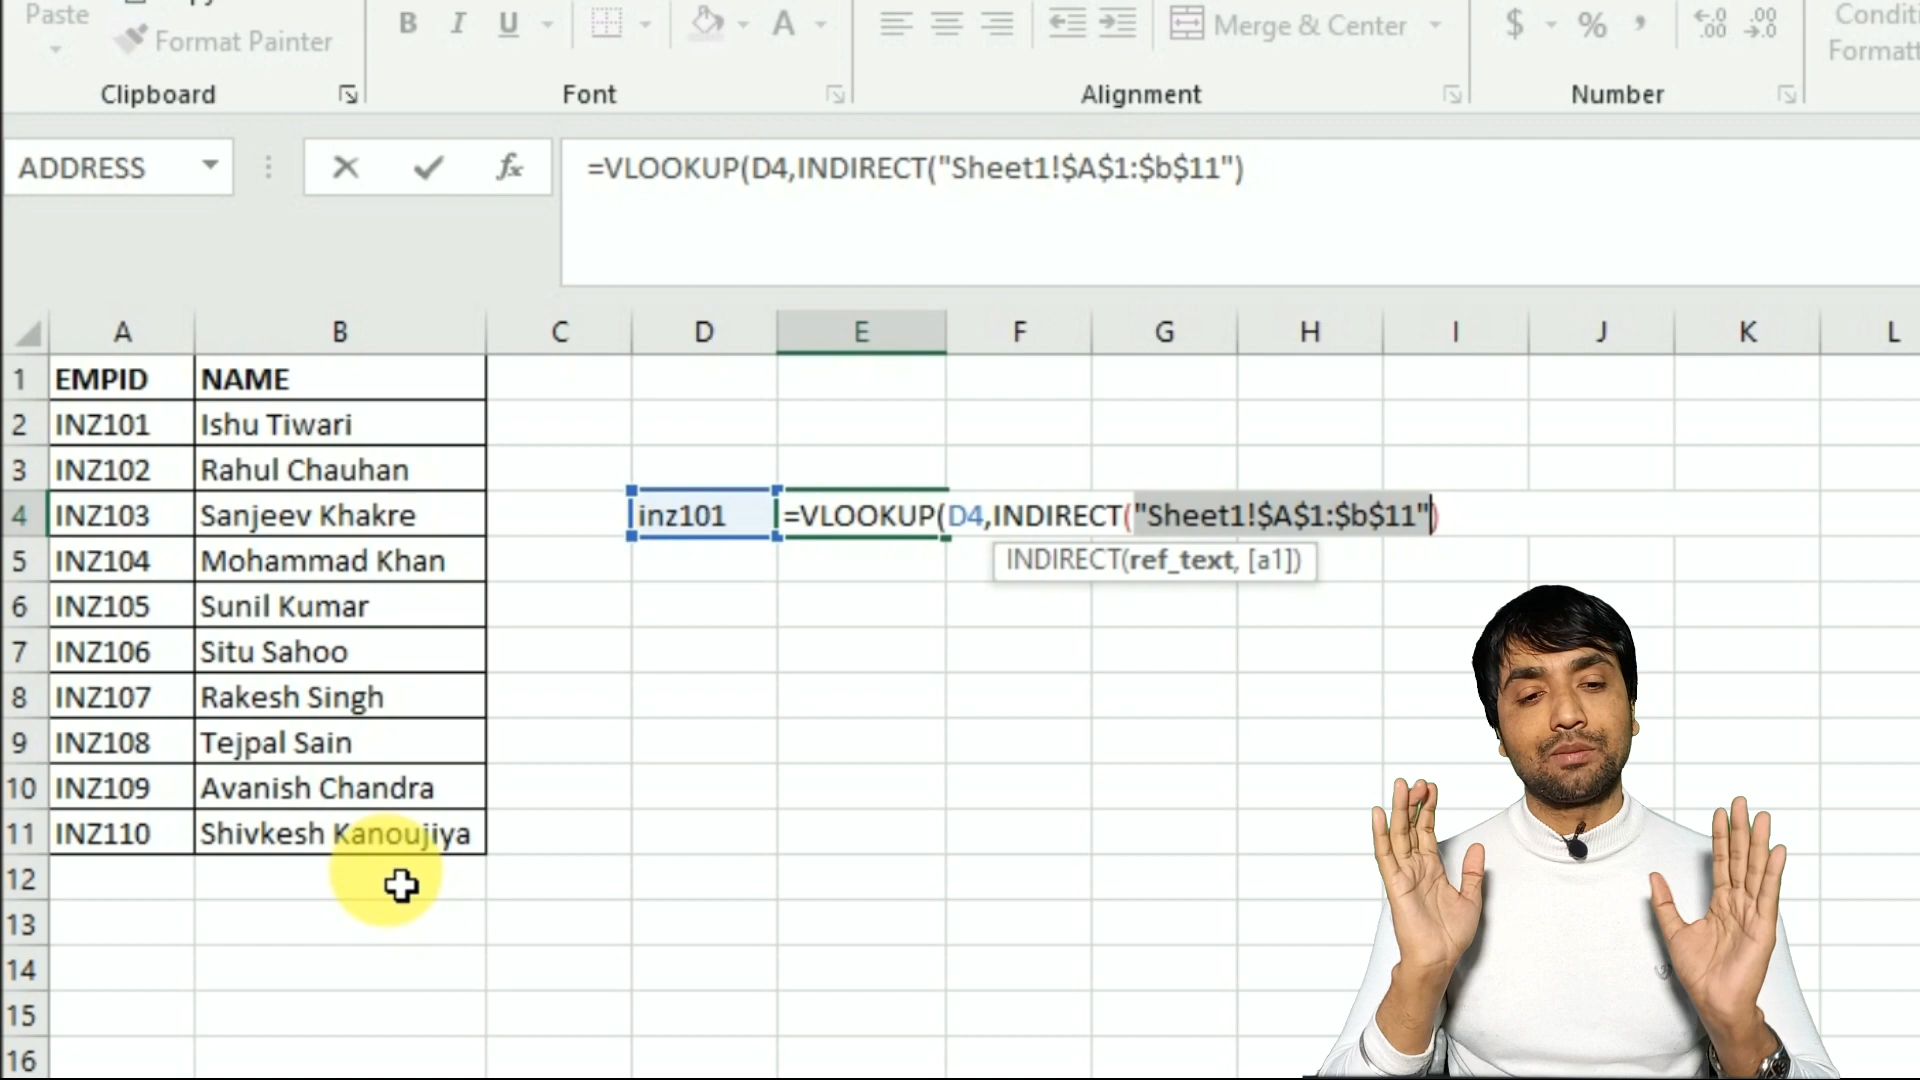 Paste
Format Painter
B I U
A
Merge & Center
$ % ,
Clipboard
Font
Alignment
Number
ADDRESS
fx
=VLOOKUP(D4,INDIRECT("Sheet1!$A$1:$b$11")
A B C D E F G H I J K L
1 EMPID NAME
2 INZ101 Ishu Tiwari
3 INZ102 Rahul Chauhan
4 INZ103 Sanjeev Khakre inz101 =VLOOKUP(D4,INDIRECT("Sheet1!$A$1:$b$11")
5 INZ104 Mohammad Khan INDIRECT(ref_text, [a1])
6 INZ105 Sunil Kumar
7 INZ106 Situ Sahoo
8 INZ107 Rakesh Singh
9 INZ108 Tejpal Sain
10 INZ109 Avanish Chandra
11 INZ110 Shivkesh Kanoujiya
12
13
14
15
16